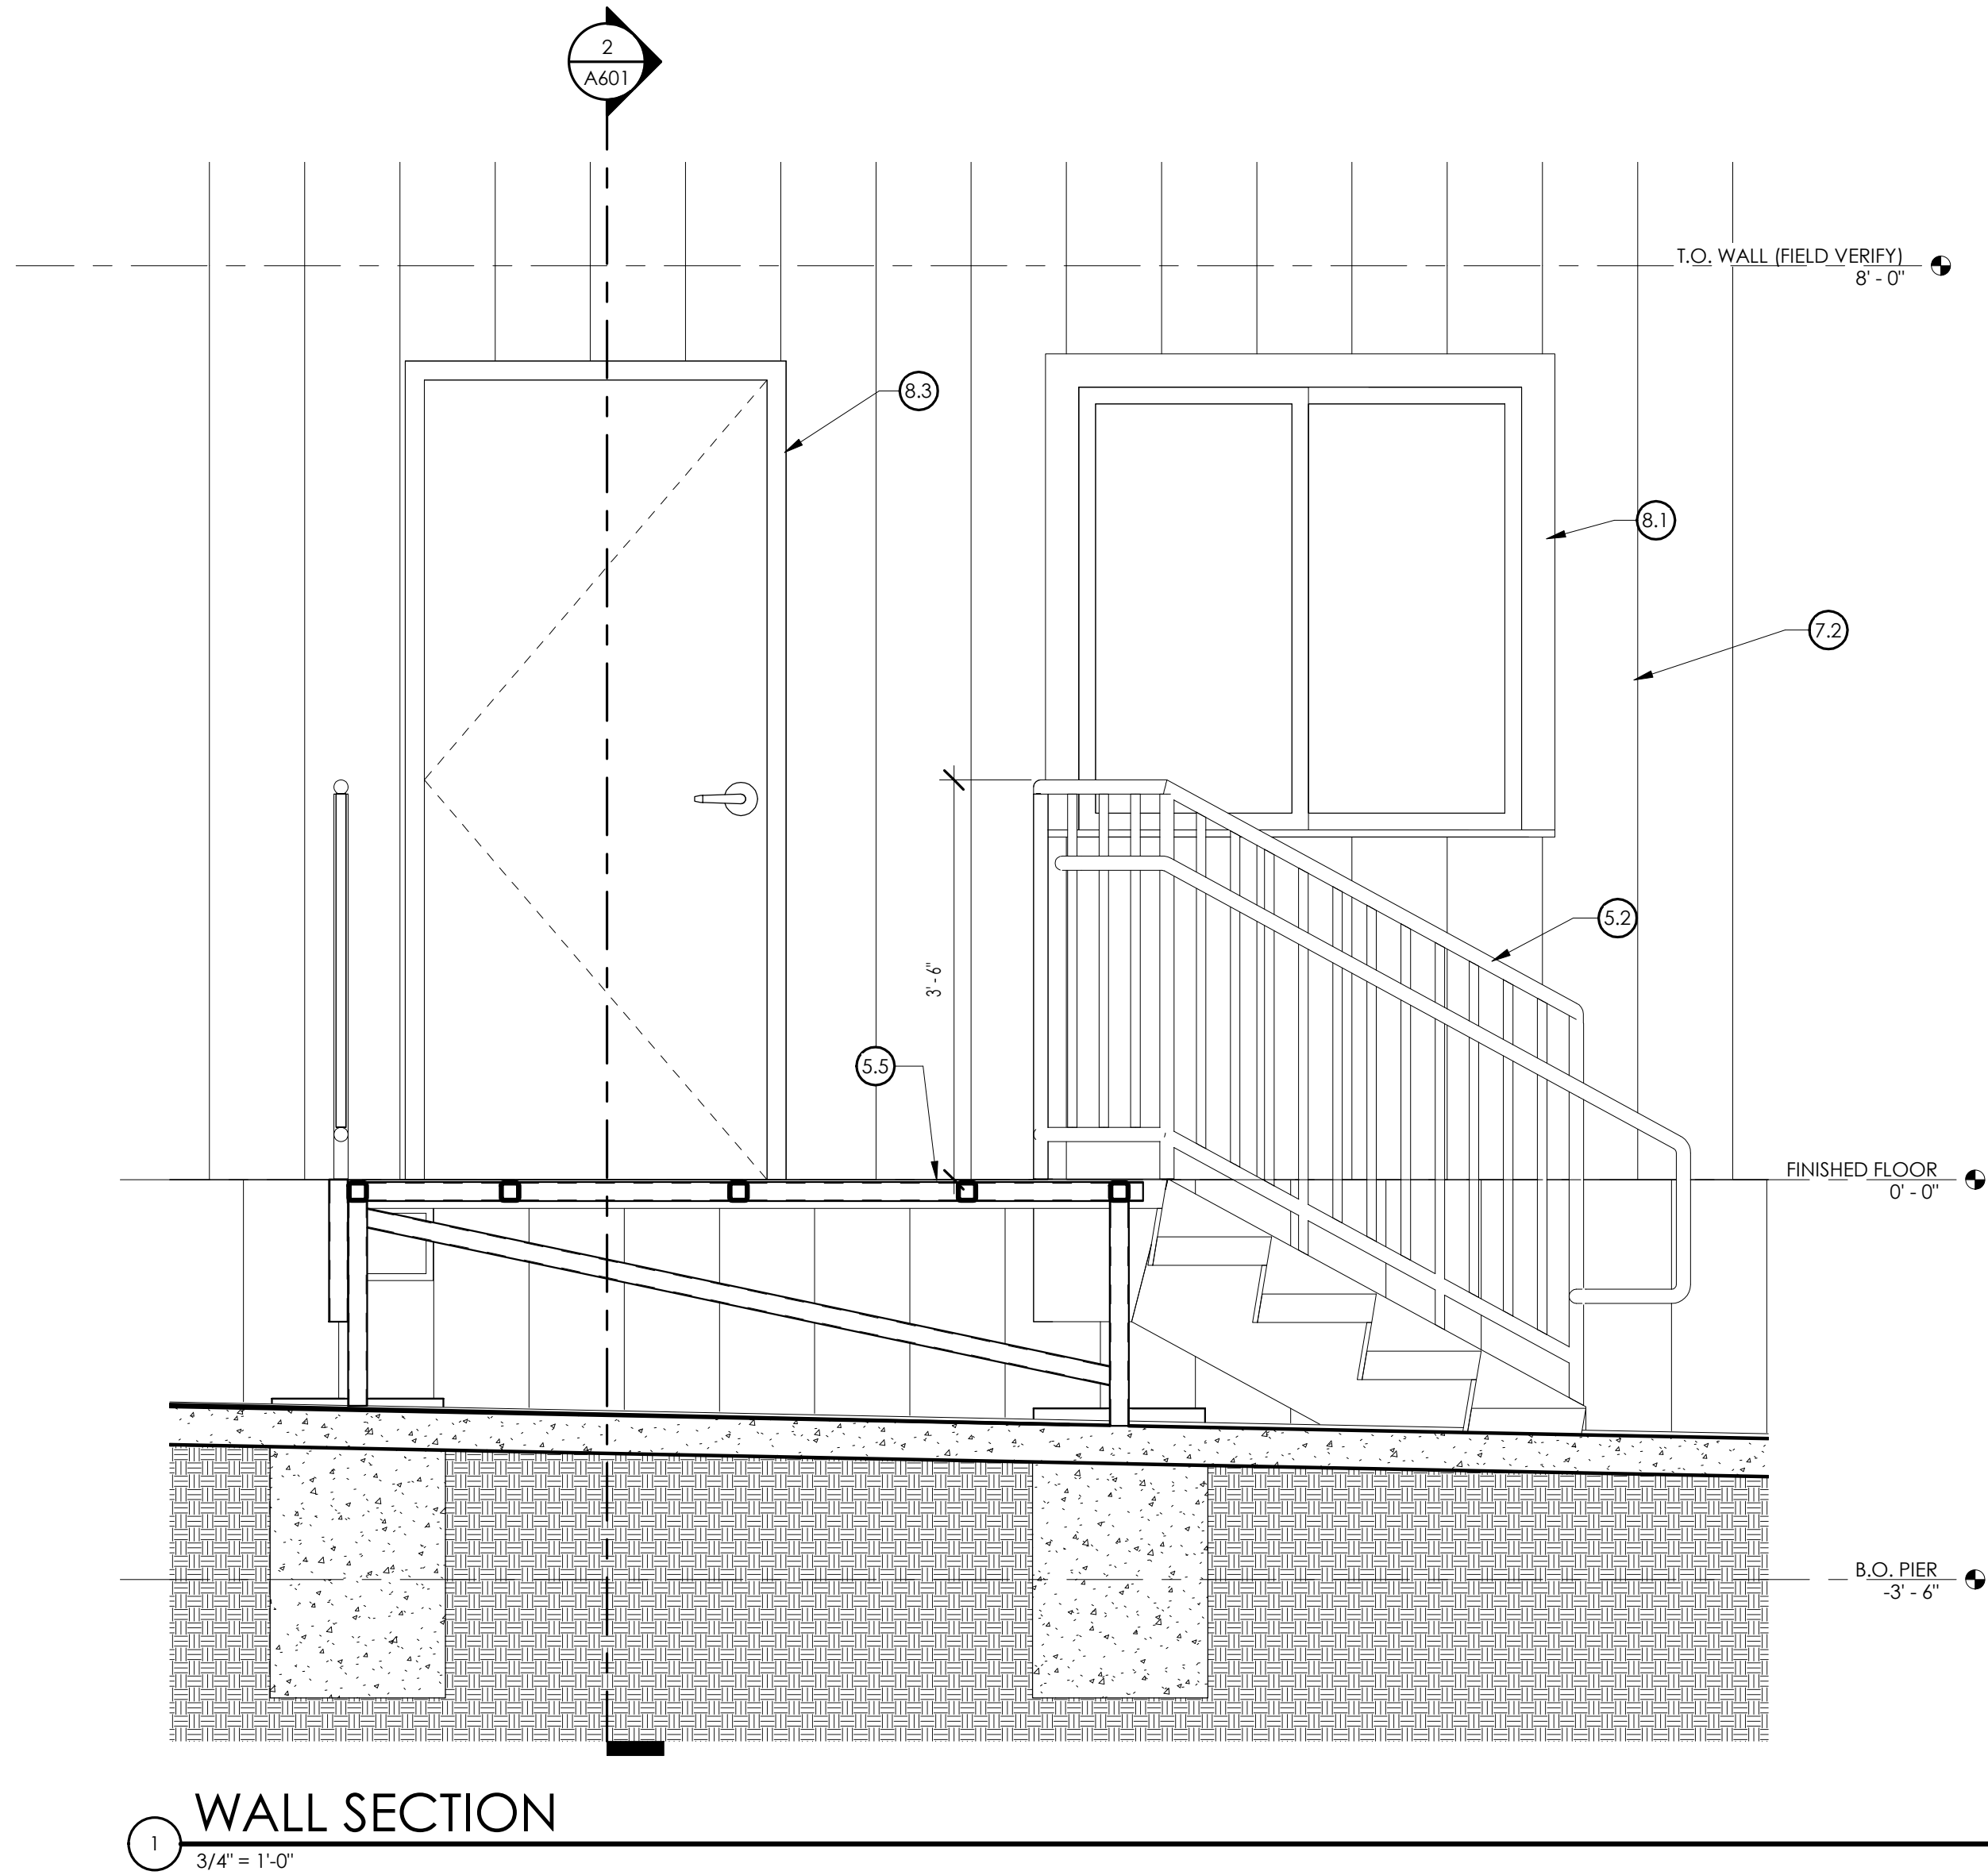 2
A601
T.O. WALL (FIELD VERIFY)
8' - 0"
8.3
8.1
7.2
5.2
3' - 6"
5.5
FINISHED FLOOR
0' - 0"
B.O. PIER
-3' - 6"
WALL SECTION
1
3/4" = 1'-0"